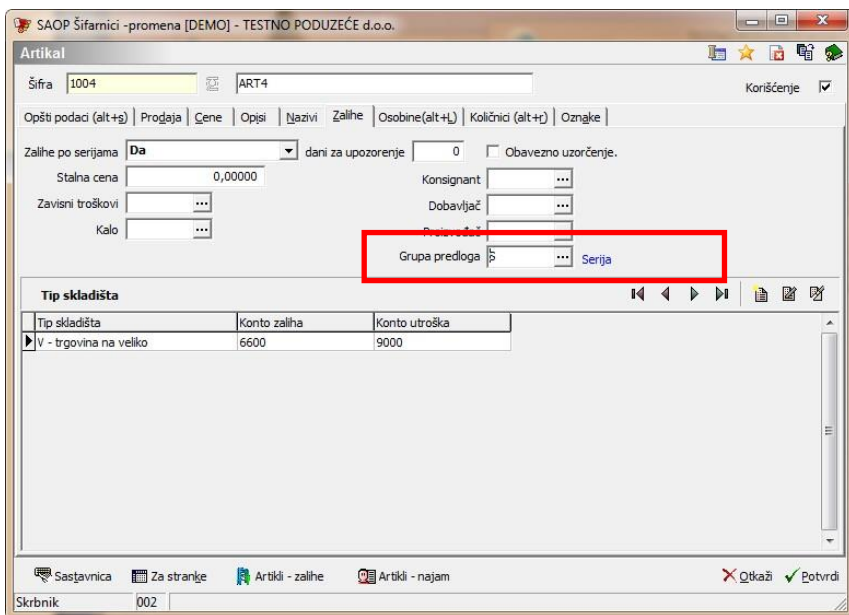 SAOP Šifarnici -promena [DEMO] - TESTNO PODUZEĆE d.o.o.
Artikal
Šifra 1004 ART4 Korišćenje
Opšti podaci (alt+s) Prodaja Cene Opisi Nazivi Zalihe Osobine(alt+L) Količnici (alt+r) Oznake
Zalihe po serijama Da dani za upozorenje 0 Obavezno uzorčenje.
Stalna cena 0,00000 Konsignant
Zavisni troškovi Dobavljač
Kalo Proizvođač
Grupa predloga Serija
Tip skladišta
Tip skladišta Konto zaliha Konto utroška
V - trgovina na veliko 6600 9000
Sastavnica Za stranke Artikli - zalihe Artikli - najam Otkaži Potvrdi
Skrbnik 002